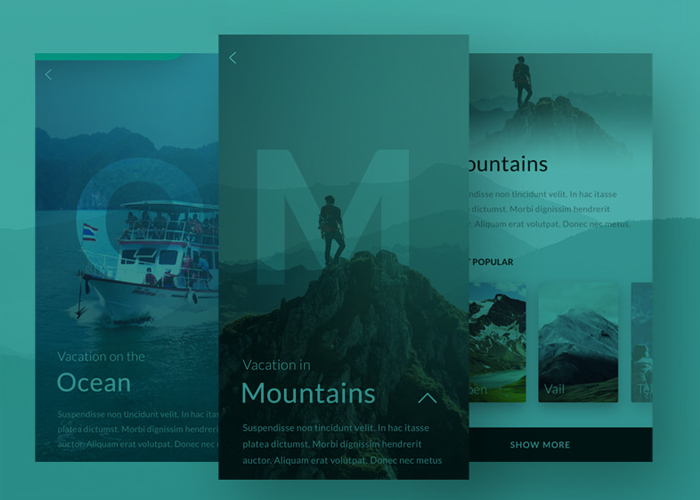 O
Vacation on the
Ocean
Suspendisse non tincidunt velit. In hac ita
platea dictumst. Morbi dignissim hendrerit
auctor. Aliquam erat volutpat. Donec nec
M
Vacation in
Mountains
Suspendisse non tincidunt velit. In hac itasse
platea dictumst. Morbi dignissim hendrerit
auctor. Aliquam erat volutpat. Donec nec metus
ountains
ndisse non tincidunt velit. In hac itasse
dictumst. Morbi dignissim hendrerit
Aliquam erat volutpat. Donec nec metus
POPULAR
Vail
SHOW MORE